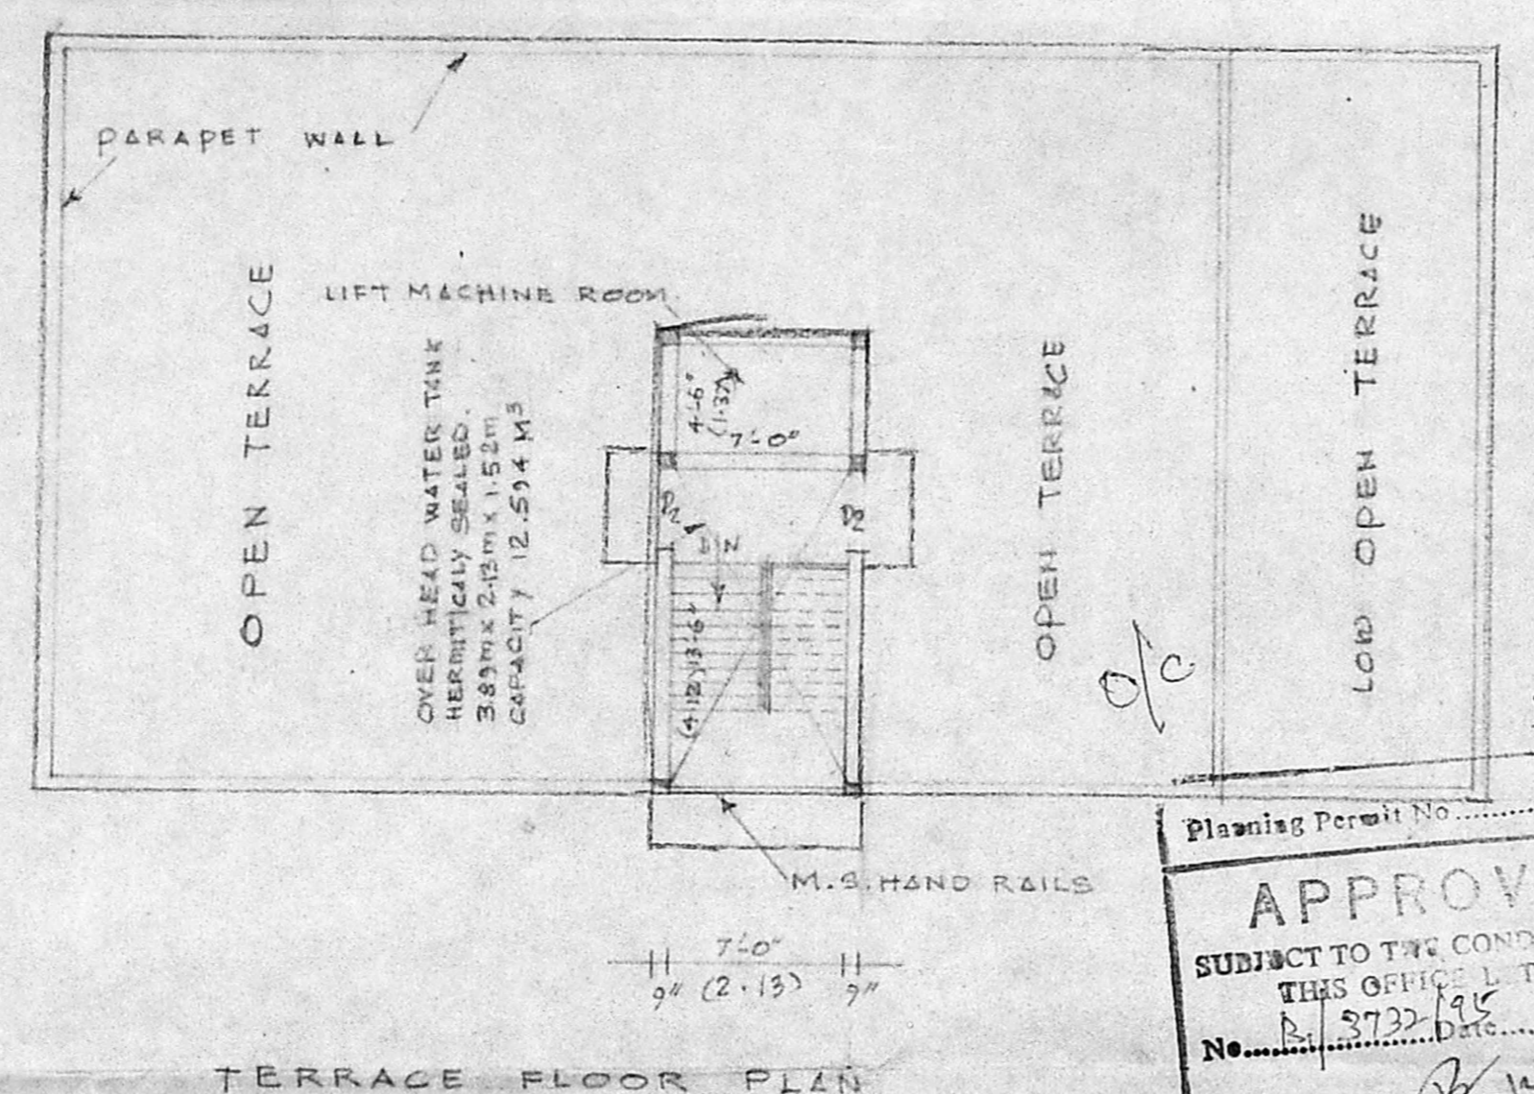 PARAPET WALL
LIFT MACHINE ROOM
OPEN TERRACE
OVER HEAD WATER TANK
HERMITICALY SEALED.
3.89m x 2.13m x 1.52m
CAPACITY 12.594 M³
4'-6"
(1.37)
7'-0"
D2
D2
DN
13'-6"
(4.12)
OPEN TERRACE
LOW OPEN TERRACE
O/C
M.S. HAND RAILS
7'-0"
9" (2.13) 9"
TERRACE FLOOR PLAN
Planning Permit No..........
APPROV
SUBJECT TO THE COND
THIS OFFICE LET
No. B1/3732/95 Date....